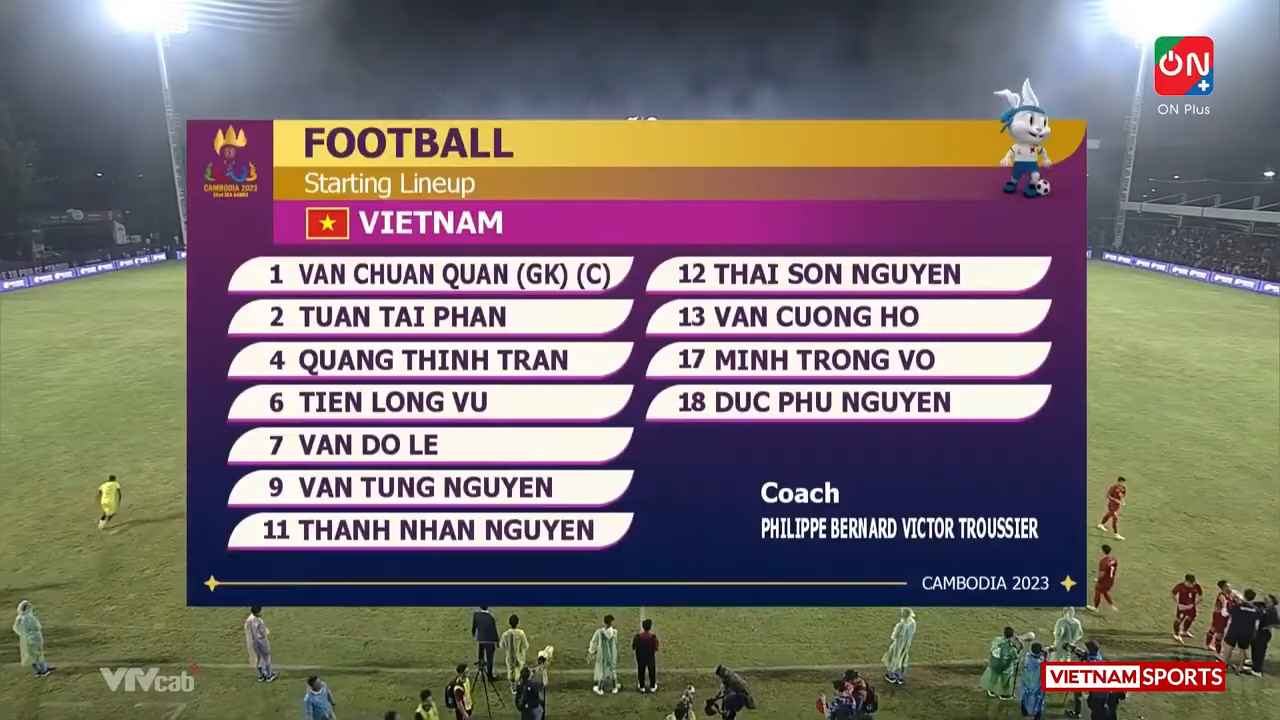 ON
+
ON Plus
CAMBODIA 2023
FOOTBALL
Starting Lineup
VIETNAM
1 VAN CHUAN QUAN (GK) (C)
2 TUAN TAI PHAN
4 QUANG THINH TRAN
6 TIEN LONG VU
7 VAN DO LE
9 VAN TUNG NGUYEN
11 THANH NHAN NGUYEN
12 THAI SON NGUYEN
13 VAN CUONG HO
17 MINH TRONG VO
18 DUC PHU NGUYEN
Coach
PHILIPPE BERNARD VICTOR TROUSSIER
CAMBODIA 2023
VTVcab
VIETNAM SPORTS